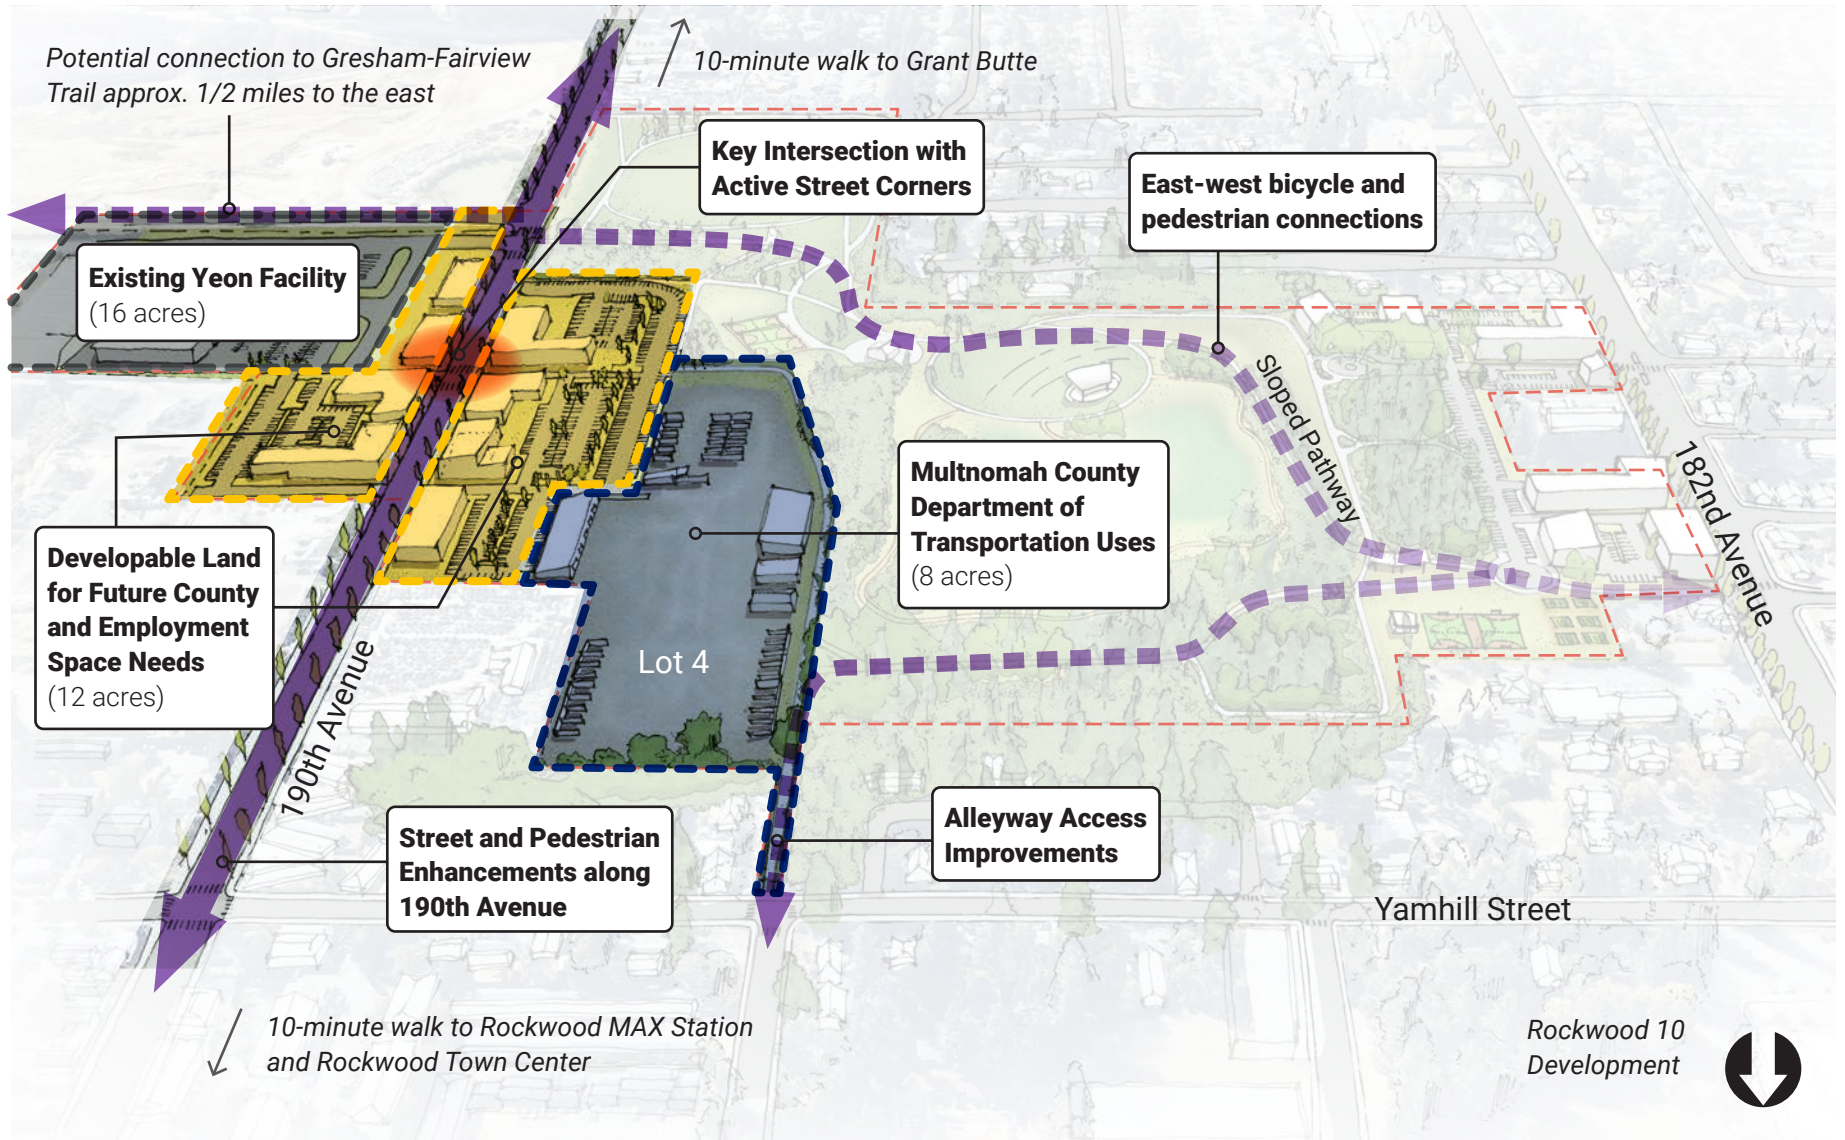 Potential connection to Gresham-Fairview
Trail approx. 1/2 miles to the east
10-minute walk to Grant Butte
Key Intersection with
Active Street Corners
East-west bicycle and
pedestrian connections
Existing Yeon Facility
(16 acres)
Sloped Pathway
182nd Avenue
Multnomah County
Department of
Transportation Uses
(8 acres)
Developable Land
for Future County
and Employment
Space Needs
(12 acres)
Lot 4
190th Avenue
Street and Pedestrian
Enhancements along
190th Avenue
Alleyway Access
Improvements
Yamhill Street
10-minute walk to Rockwood MAX Station
and Rockwood Town Center
Rockwood 10
Development